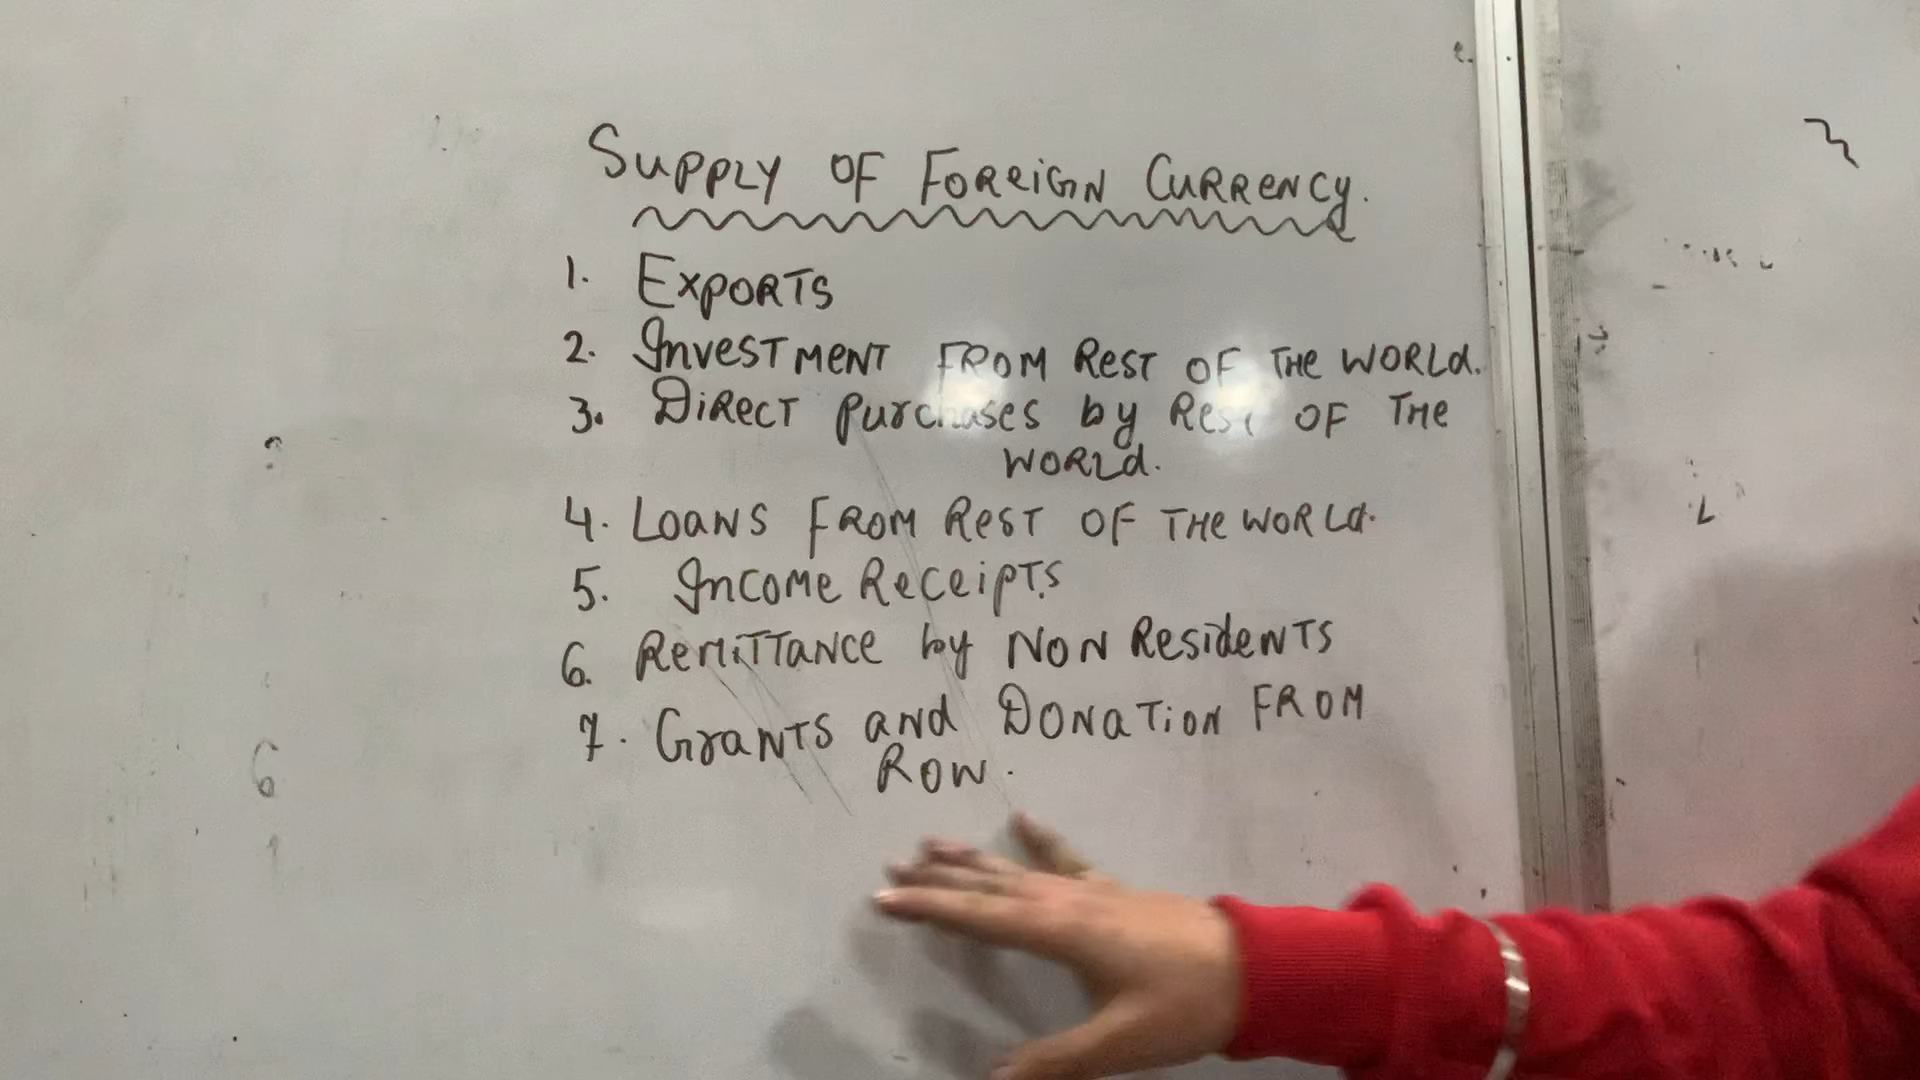 Supply of Foreign Currency.
1. Exports
2. Investment from Rest of the World.
3. Direct Purchases by Rest of the
World.
4. Loans from Rest of the World.
5. Income Receipts
6. Remittance by Non Residents
7. Grants and Donation from
ROW.
6